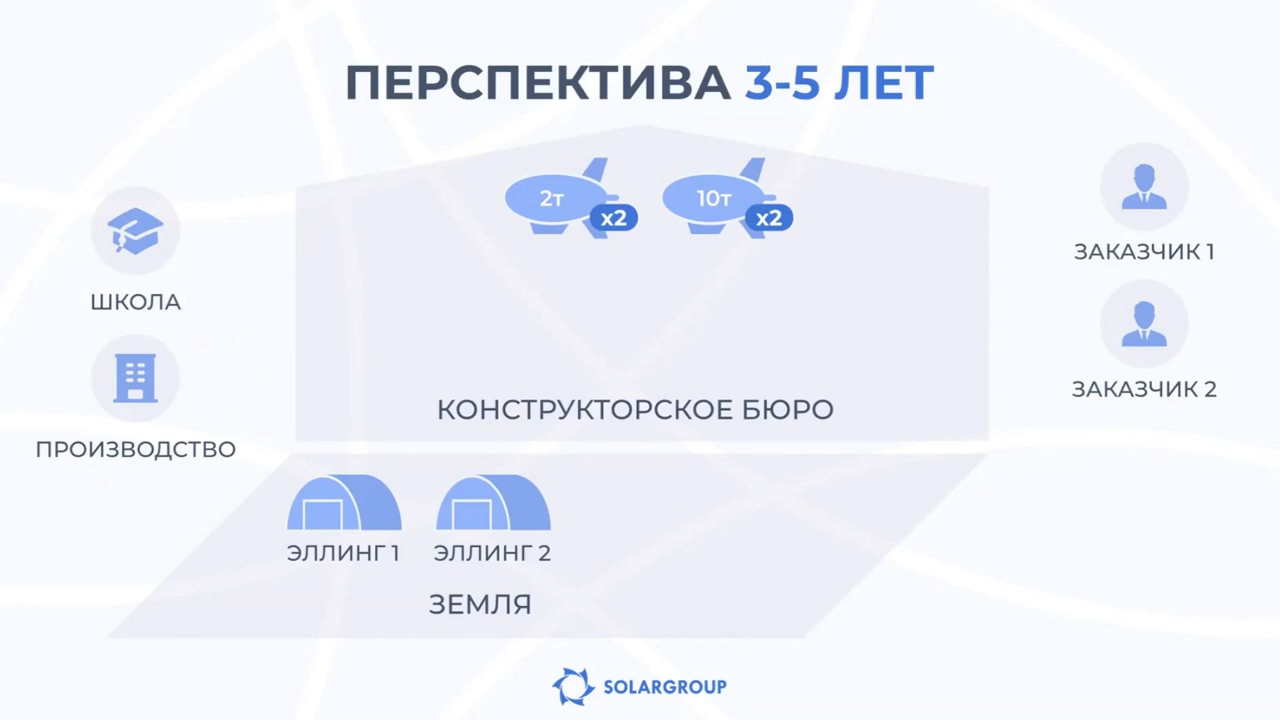 ПЕРСПЕКТИВА 3-5 ЛЕТ
2т
x2
10т
x2
ШКОЛА
ПРОИЗВОДСТВО
КОНСТРУКТОРСКОЕ БЮРО
ЗАКАЗЧИК 1
ЗАКАЗЧИК 2
ЭЛЛИНГ 1
ЭЛЛИНГ 2
ЗЕМЛЯ
SOLARGROUP